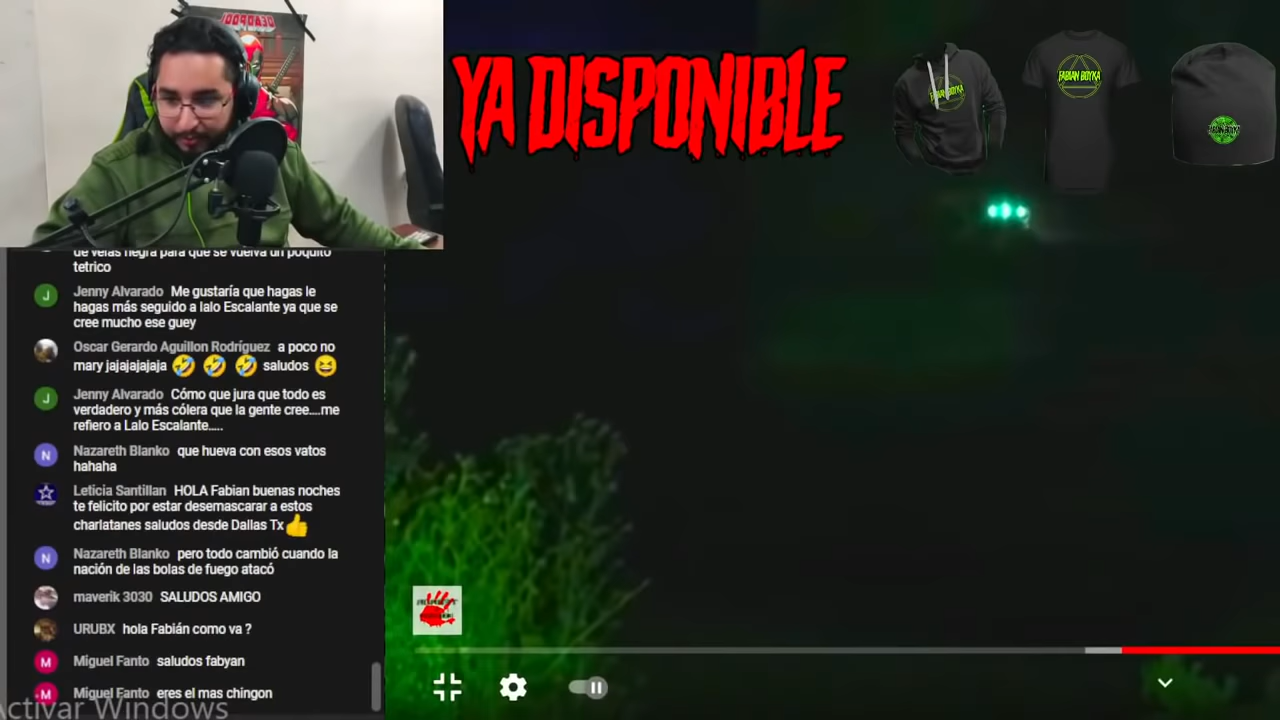 YA DISPONIBLE
FABIAN BOYKA
FABIAN BOYKA
de veras negra para que se vuelva un poquito
tetrico
J
Jenny Alvarado Me gustaría que hagas le
hagas más seguido a lalo Escalante ya que se
cree mucho ese guey
Oscar Gerardo Aguillon Rodríguez a poco no
mary jajajajajaja 🤣 🤣 🤣 saludos 😆
J
Jenny Alvarado Cómo que jura que todo es
verdadero y más cólera que la gente cree....me
refiero a Lalo Escalante.....
N
Nazareth Blanko que hueva con esos vatos
hahaha
Leticia Santillan HOLA Fabian buenas noches
te felicito por estar desemascarar a estos
charlatanes saludos desde Dallas Tx👍
N
Nazareth Blanko pero todo cambió cuando la
nación de las bolas de fuego atacó
maverik 3030 SALUDOS AMIGO
URUBX hola Fabián como va ?
M
Miguel Fanto saludos fabyan
M
Miguel Fanto eres el mas chingon
Activar Windows